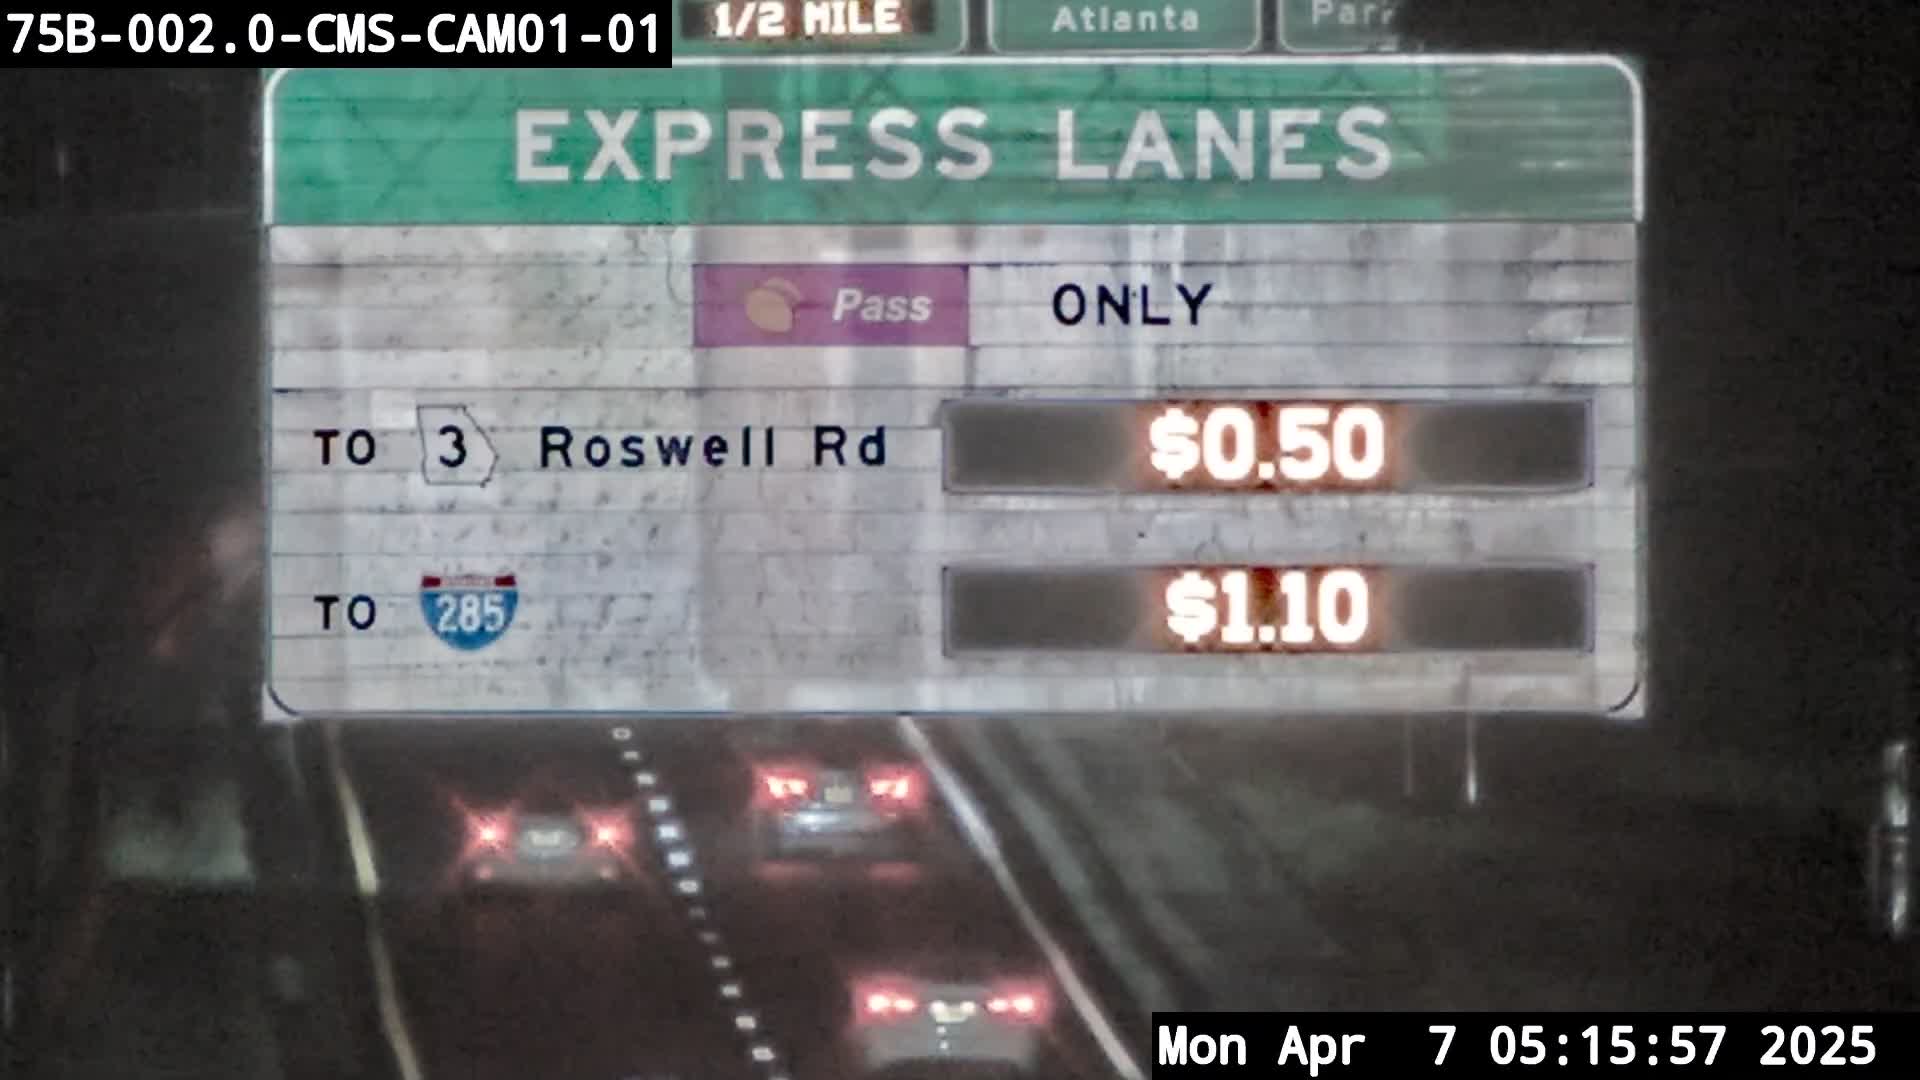 75B-002.0-CMS-CAM01-01
1/2 MILE
Atlanta
EXPRESS LANES
Pass ONLY
TO 3 Roswell Rd $0.50
TO 285 $1.10
Mon Apr 7 05:15:57 2025